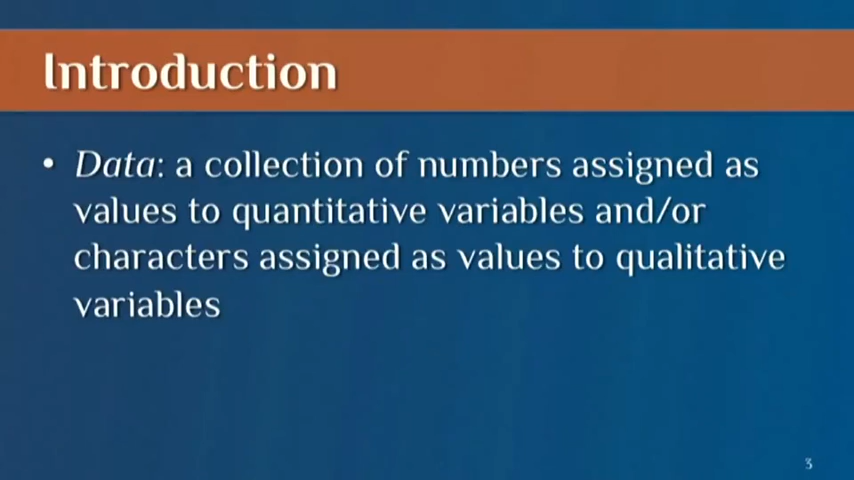 Introduction
• Data: a collection of numbers assigned as
values to quantitative variables and/or
characters assigned as values to qualitative
variables
3